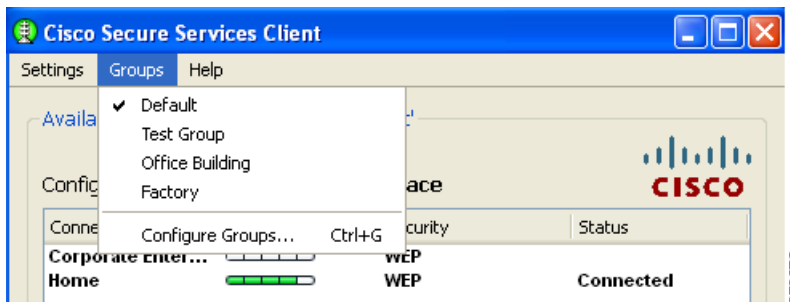 Cisco Secure Services Client
Settings Groups Help
Default
Test Group
Office Building
Factory
Configure Groups... Ctrl+G
Availa
Config ace
CISCO
Conne curity Status
Corporate Enter... WEP
Home WEP Connected